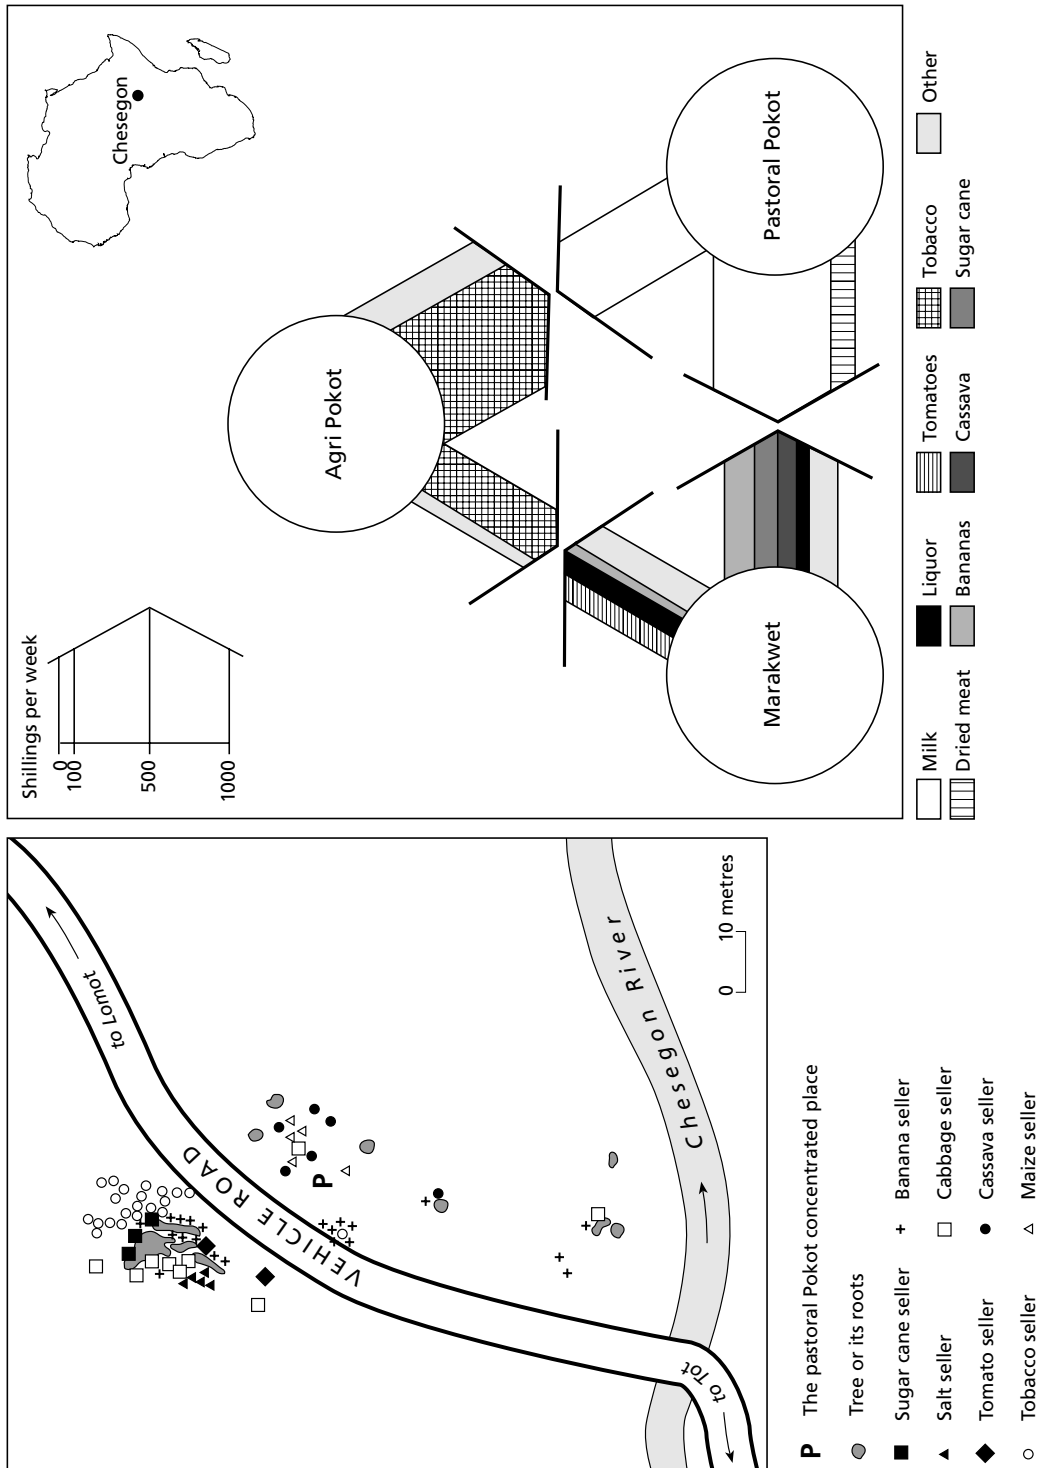 to Lomot
VEHICLE ROAD
P
Chesegon River
to Tot
0 10 metres
P The pastoral Pokot concentrated place
Tree or its roots
Sugar cane seller
Banana seller
Salt seller
Cabbage seller
Tomato seller
Cassava seller
Tobacco seller
Maize seller
Shillings per week
0
100
500
1000
Chesegon
Agri Pokot
Marakwet
Pastoral Pokot
Milk
Liquor
Tomatoes
Tobacco
Other
Dried meat
Bananas
Cassava
Sugar cane